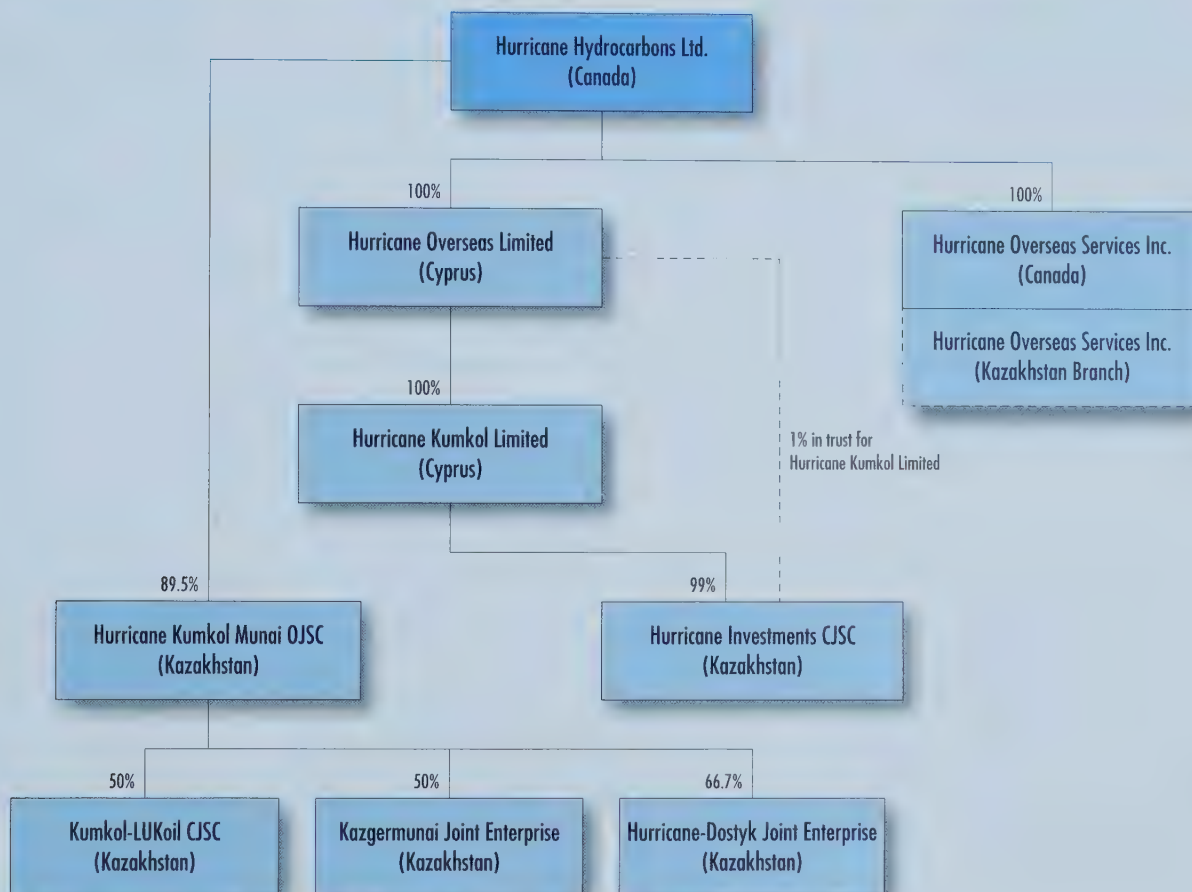 Hurricane Hydrocarbons Ltd.
(Canada)
100%
100%
Hurricane Overseas Limited
(Cyprus)
Hurricane Overseas Services Inc.
(Canada)
Hurricane Overseas Services Inc.
(Kazakhstan Branch)
100%
Hurricane Kumkol Limited
(Cyprus)
1% in trust for
Hurricane Kumkol Limited
89.5%
99%
Hurricane Kumkol Munai OJSC
(Kazakhstan)
Hurricane Investments CJSC
(Kazakhstan)
50%
50%
66.7%
Kumkol-LUKoil CJSC
(Kazakhstan)
Kazgermunai Joint Enterprise
(Kazakhstan)
Hurricane-Dostyk Joint Enterprise
(Kazakhstan)